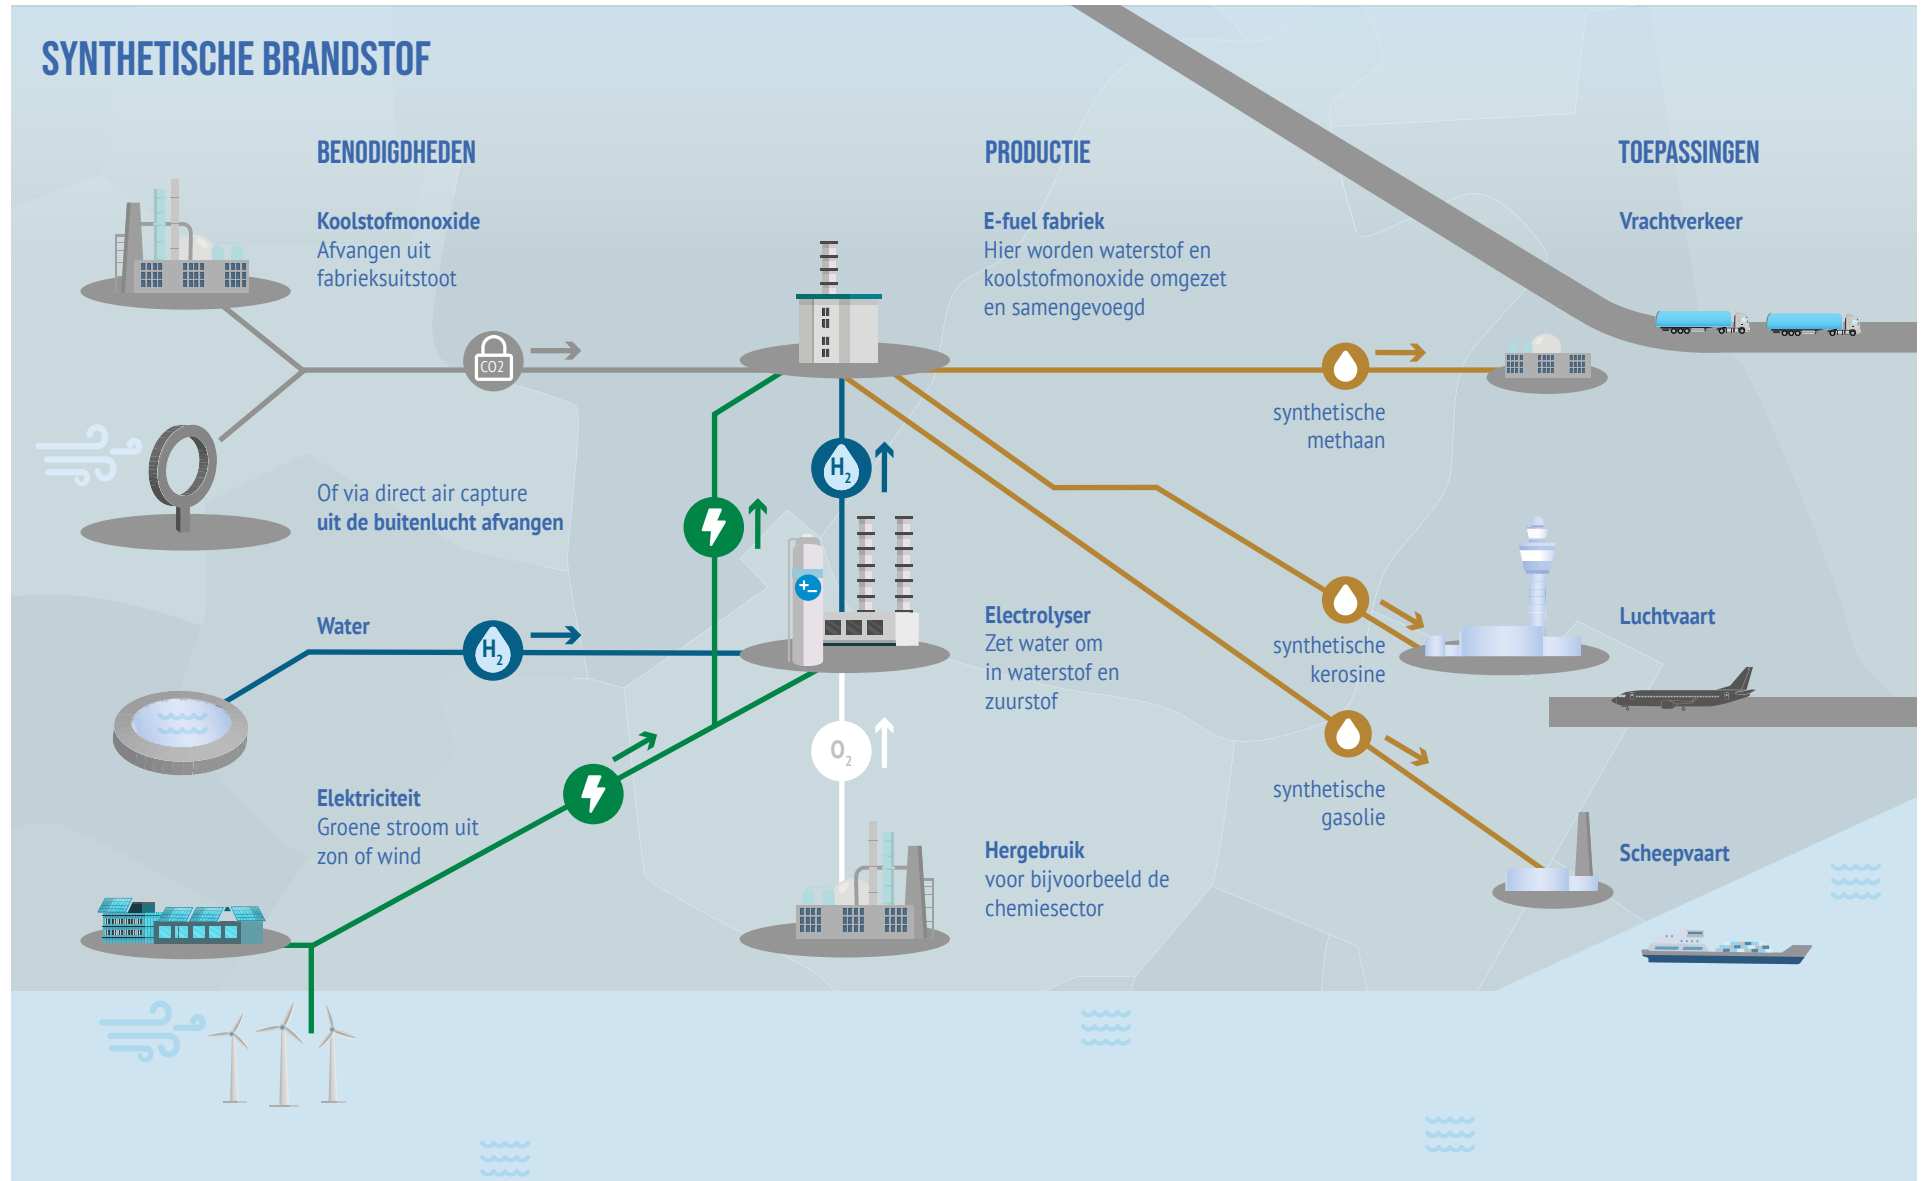 SYNTHETISCHE BRANDSTOF
BENODIGDHEDEN
Koolstofmonoxide
Afvangen uit
fabrieksuitstoot
CO2
Of via direct air capture
uit de buitenlucht afvangen
Water
H2
Elektriciteit
Groene stroom uit
zon of wind
PRODUCTIE
E-fuel fabriek
Hier worden waterstof en
koolstofmonoxide omgezet
en samengevoegd
H2
+-
Electrolyser
Zet water om
in waterstof en
zuurstof
O2
Hergebruik
voor bijvoorbeeld de
chemiesector
synthetische
methaan
synthetische
kerosine
synthetische
gasolie
TOEPASSINGEN
Vrachtverkeer
Luchtvaart
Scheepvaart